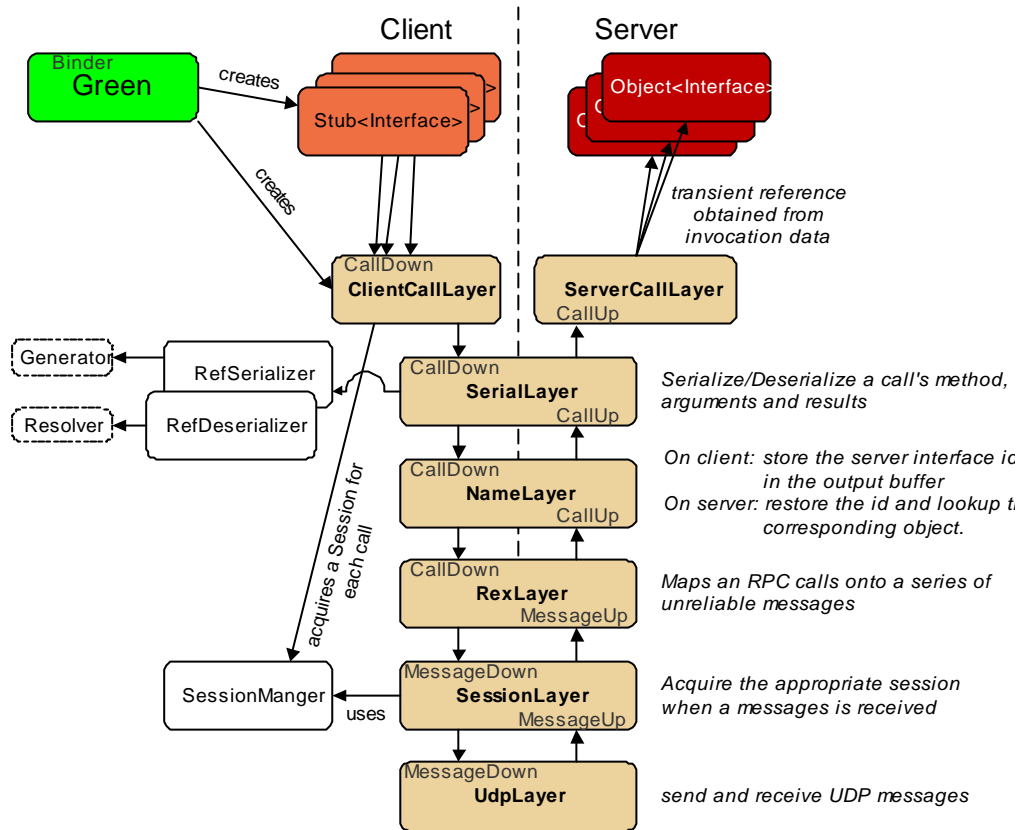 Client
Server
Binder
Green
creates
creates
Stub<Interface>
>
>
Object<Interface>
transient reference
obtained from
invocation data
CallDown
ClientCallLayer
ServerCallLayer
CallUp
Generator
RefSerializer
Resolver
RefDeserializer
CallDown
SerialLayer
CallUp
Serialize/Deserialize a call's method,
arguments and results
CallDown
NameLayer
CallUp
On client: store the server interface id
in the output buffer
On server: restore the id and lookup
corresponding object.
acquires a Session for
each call
CallDown
RexLayer
MessageUp
Maps an RPC calls onto a series of
unreliable messages
SessionManger
uses
MessageDown
SessionLayer
MessageUp
Acquire the appropriate session
when a messages is received
MessageDown
UdpLayer
send and receive UDP messages